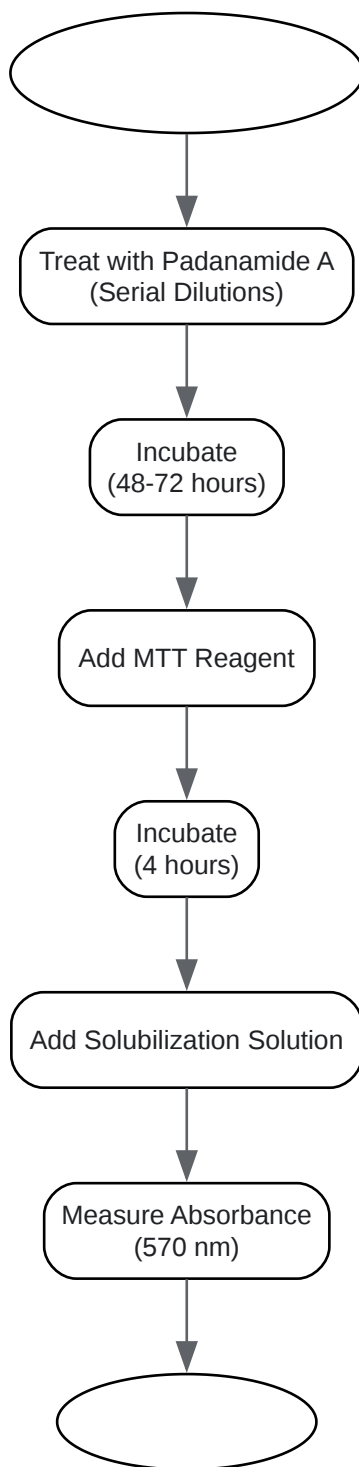 Treat with Padanamide A
(Serial Dilutions)
Incubate
(48-72 hours)
Add MTT Reagent
Incubate
(4 hours)
Add Solubilization Solution
Measure Absorbance
(570 nm)